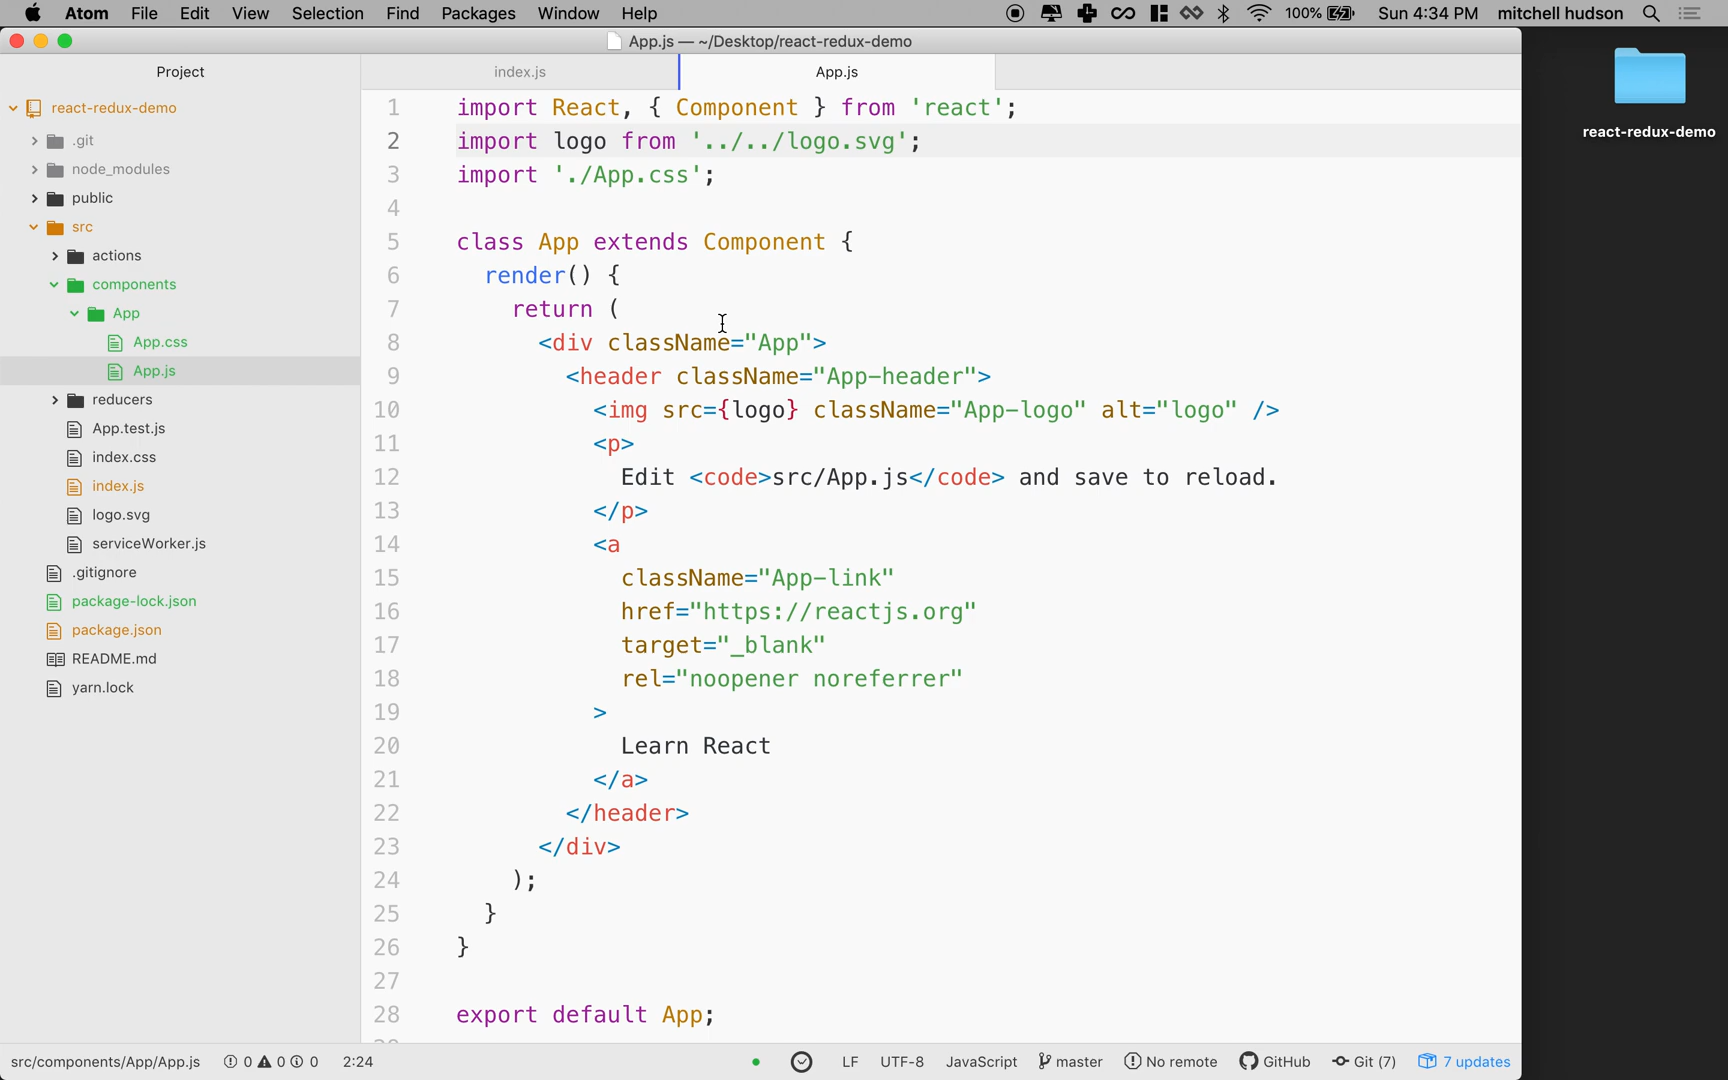 Atom File Edit View Selection Find Packages Window Help 100% Sun 4:34 PM mitchell hudson
App.js — ~/Desktop/react-redux-demo
Project
index.js
App.js
react-redux-demo
.git
node_modules
public
src
actions
components
App
App.css
App.js
reducers
App.test.js
index.css
index.js
logo.svg
serviceWorker.js
.gitignore
package-lock.json
package.json
README.md
yarn.lock
1 import React, { Component } from 'react';
2 import logo from '../../logo.svg';
3 import './App.css';
4
5 class App extends Component {
6 render() {
7 return (
8 <div className="App">
9 <header className="App-header">
10 <img src={logo} className="App-logo" alt="logo" />
11 <p>
12 Edit <code>src/App.js</code> and save to reload.
13 </p>
14 <a
15 className="App-link"
16 href="https://reactjs.org"
17 target="_blank"
18 rel="noopener noreferrer"
19 >
20 Learn React
21 </a>
22 </header>
23 </div>
24 );
25 }
26 }
27
28 export default App;
react-redux-demo
src/components/App/App.js 0 0 0 2:24 LF UTF-8 JavaScript master No remote GitHub Git (7) 7 updates